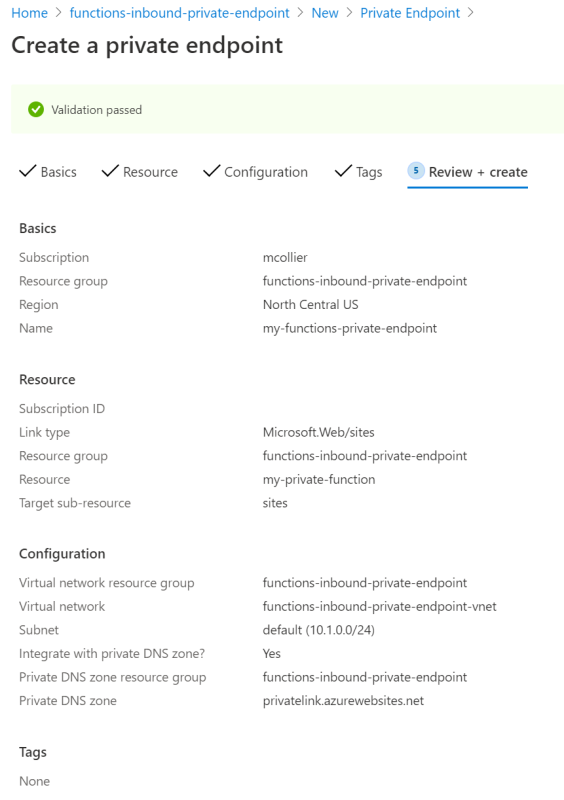 Home > functions-inbound-private-endpoint > New > Private Endpoint >
Create a private endpoint
Validation passed
Basics Resource Configuration Tags 5 Review + create
Basics
Subscription mcollier
Resource group functions-inbound-private-endpoint
Region North Central US
Name my-functions-private-endpoint
Resource
Subscription ID
Link type Microsoft.Web/sites
Resource group functions-inbound-private-endpoint
Resource my-private-function
Target sub-resource sites
Configuration
Virtual network resource group functions-inbound-private-endpoint
Virtual network functions-inbound-private-endpoint-vnet
Subnet default (10.1.0.0/24)
Integrate with private DNS zone? Yes
Private DNS zone resource group functions-inbound-private-endpoint
Private DNS zone privatelink.azurewebsites.net
Tags
None